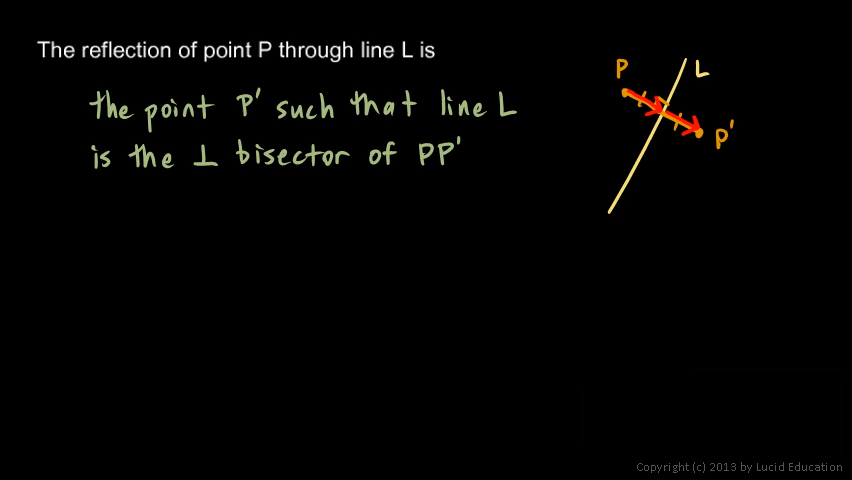 The reflection of point P through line L is
the point P' such that line L
is the ⊥ bisector of PP'
P
L
P'
Copyright (c) 2013 by Lucid Education